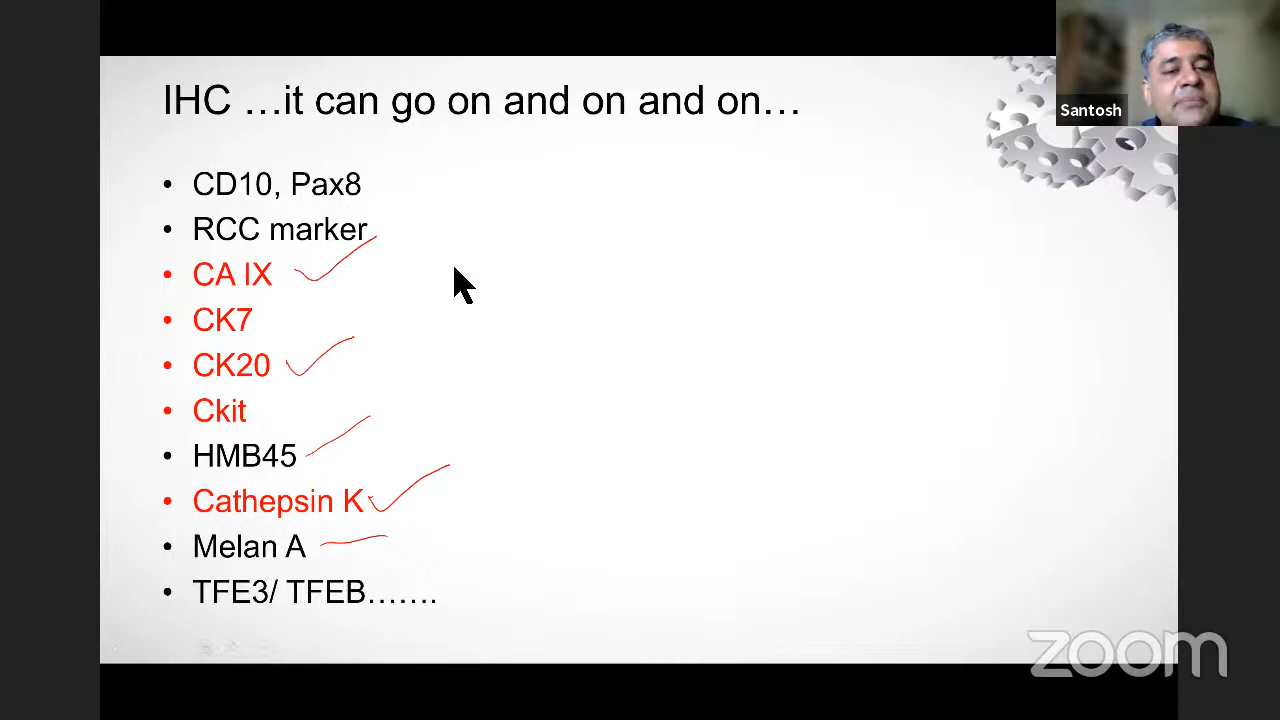 Santosh
IHC …it can go on and on and on…
• CD10, Pax8
• RCC marker
• CA IX
• CK7
• CK20
• Ckit
• HMB45
• Cathepsin K
• Melan A
• TFE3/ TFEB…….
zoom